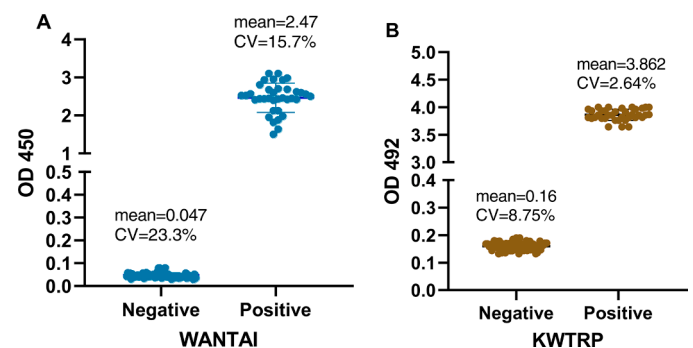 A
mean=2.47
CV=15.7%
4
3
2
1
0.5
0.4
0.3
0.2
0.1
0.0
OD 450
mean=0.047
CV=23.3%
Negative Positive
WANTAI
B
mean=3.862
CV=2.64%
5.0
4.5
4.0
3.5
3.0
0.4
0.3
0.2
0.1
0.0
OD 492
mean=0.16
CV=8.75%
Negative Positive
KWTRP